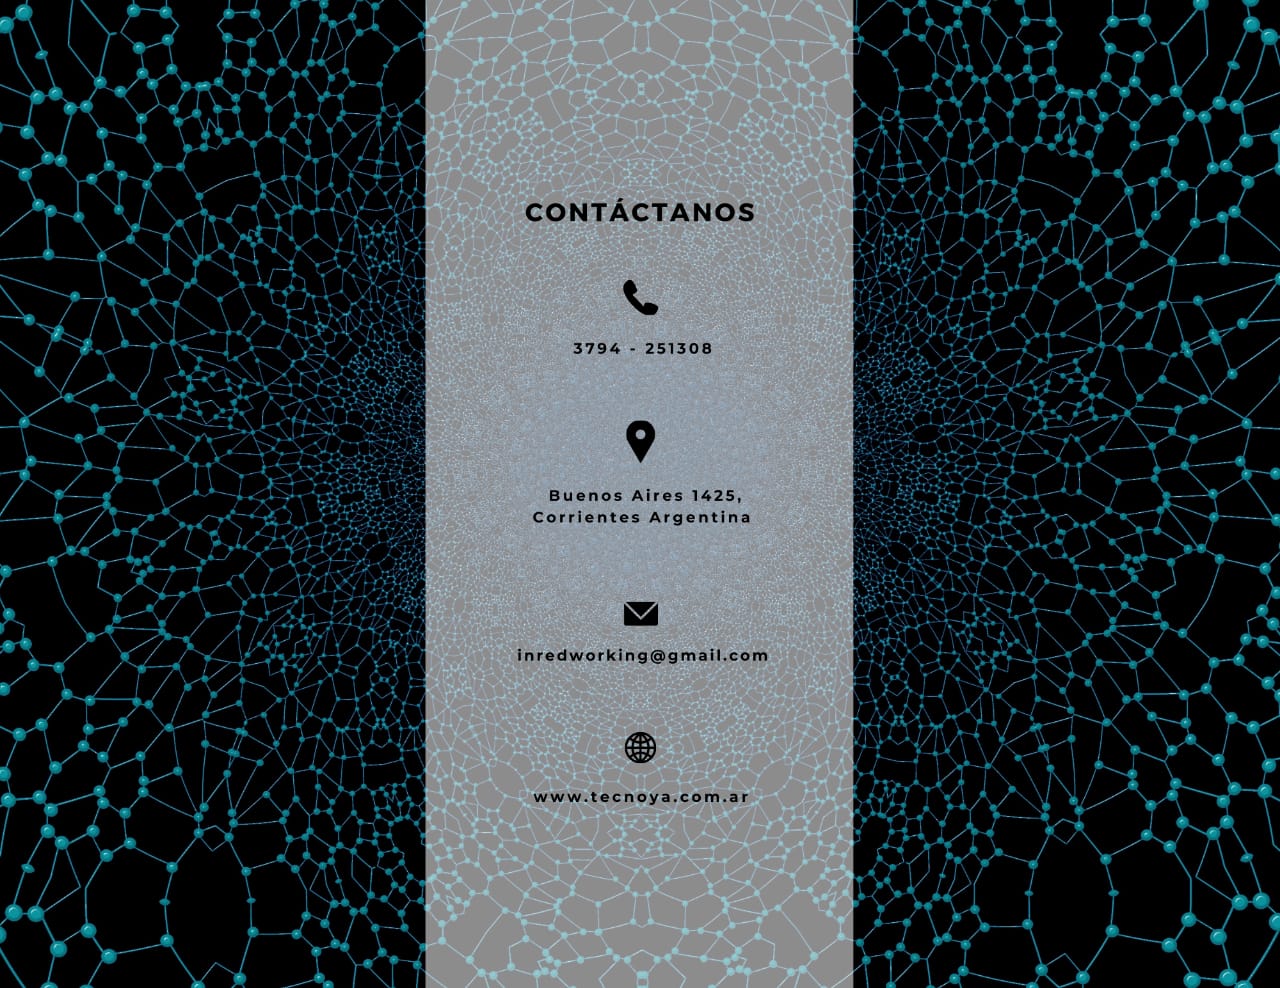 CONTÁCTANOS
3794 - 251308
Buenos Aires 1425,
Corrientes Argentina
inredworking@gmail.com
www.tecnoya.com.ar